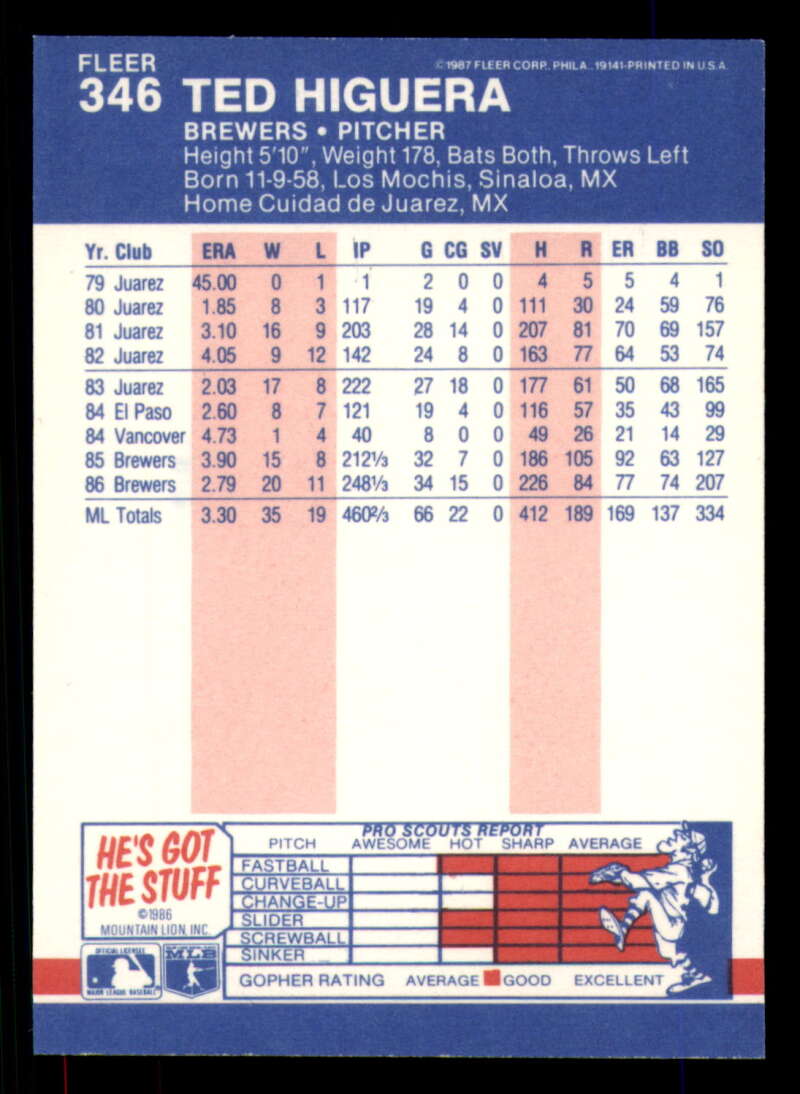 FLEER
© 1987 FLEER CORP. PHILA. 19141-PRINTED IN U.S.A.
346 TED HIGUERA
BREWERS • PITCHER
Height 5'10", Weight 178, Bats Both, Throws Left
Born 11-9-58, Los Mochis, Sinaloa, MX
Home Cuidad de Juarez, MX
Yr. Club ERA W L IP G CG SV H R ER BB SO
79 Juarez 45.00 0 1 1 2 0 0 4 5 5 4 1
80 Juarez 1.85 8 3 117 19 4 0 111 30 24 59 76
81 Juarez 3.10 16 9 203 28 14 0 207 81 70 69 157
82 Juarez 4.05 9 12 142 24 8 0 163 77 64 53 74
83 Juarez 2.03 17 8 222 27 18 0 177 61 50 68 165
84 El Paso 2.60 8 7 121 19 4 0 116 57 35 43 99
84 Vancover 4.73 1 4 40 8 0 0 49 26 21 14 29
85 Brewers 3.90 15 8 212⅓ 32 7 0 186 105 92 63 127
86 Brewers 2.79 20 11 248⅓ 34 15 0 226 84 77 74 207
ML Totals 3.30 35 19 460⅔ 66 22 0 412 189 169 137 334
HE'S GOT
THE STUFF
©1986
MOUNTAIN LION, INC.
PRO SCOUTS REPORT
PITCH AWESOME HOT SHARP AVERAGE
FASTBALL
CURVEBALL
CHANGE-UP
SLIDER
SCREWBALL
SINKER
GOPHER RATING AVERAGE GOOD EXCELLENT
OFFICIAL LICENSEE
MAJOR LEAGUE BASEBALL
MLB